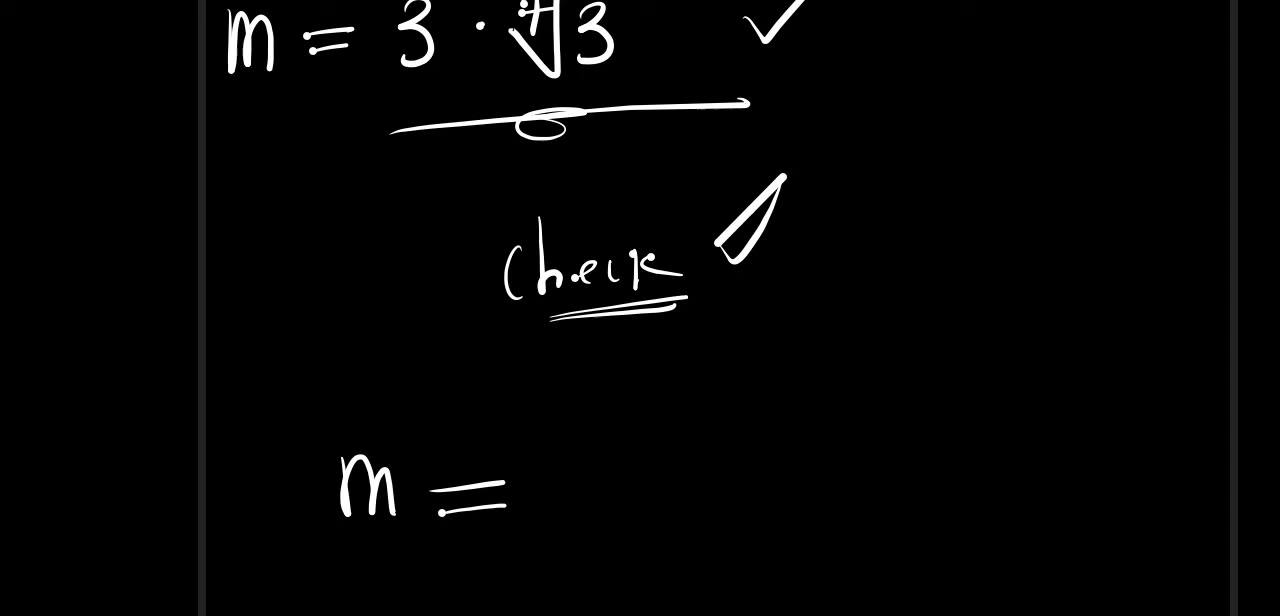 m = 3 · ∜3 ✓
check ✓
m =